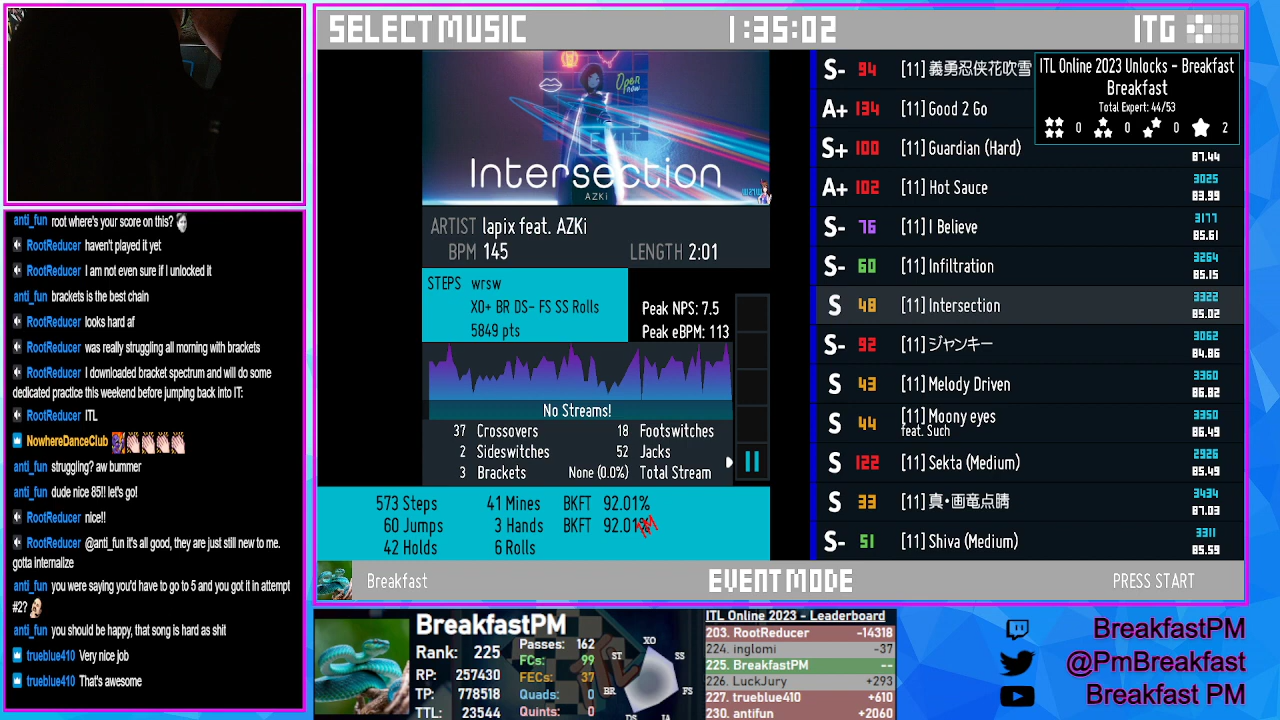 SELECT MUSIC
1:35:02
ITG
anti_fun root where's your score on this?
RootReducer haven't played it yet
RootReducer I am not even sure if I unlocked it
anti_fun brackets is the best chain
RootReducer looks hard af
RootReducer was really struggling all morning with brackets
RootReducer I downloaded bracket spectrum and will do some
dedicated practice this weekend before jumping back into IT:
RootReducer ITL
NowhereDanceClub
anti_fun struggling? aw bummer
anti_fun dude nice 85!! let's go!
RootReducer nice!!
RootReducer @anti_fun it's all good, they are just still new to me.
gotta internalize
anti_fun you were saying you'd have to go to 5 and you got it in attempt
#2?
anti_fun you should be happy, that song is hard as shit
trueblue410 Very nice job
trueblue410 That's awesome
Open
now
EXIT
Intersection
AZKi
ARTIST lapix feat. AZKi
BPM 145
LENGTH 2:01
STEPS wrsw
XO+ BR DS- FS SS Rolls
5849 pts
Peak NPS: 7.5
Peak eBPM: 113
No Streams!
37 Crossovers 18 Footswitches
2 Sideswitches 52 Jacks
3 Brackets None (0.0%) Total Stream
573 Steps 41 Mines BKFT 92.01%
60 Jumps 3 Hands BKFT 92.01%
42 Holds 6 Rolls
S- 94 [11] 義勇忍侠花吹雪
A+ 134 [11] Good 2 Go
S+ 100 [11] Guardian (Hard) 87.44
A+ 102 [11] Hot Sauce 3025 83.99
S- 76 [11] I Believe 3177 85.61
S- 60 [11] Infiltration 3264 85.15
S 48 [11] Intersection 3322 85.02
S- 92 [11] ジャンキー 3062 84.86
S 43 [11] Melody Driven 3360 86.82
S 44 [11] Moony eyes 3350 86.49
feat. Such
S 122 [11] Sekta (Medium) 2926 85.49
S 33 [11] 真・画竜点睛 3434 87.03
S- 51 [11] Shiva (Medium) 3311 85.59
ITL Online 2023 Unlocks - Breakfast
Breakfast
Total Expert: 44/53
0 0 0 2
Breakfast
EVENT MODE
PRESS START
BreakfastPM
Rank: 225
RP: 257430
TP: 778518
TTL: 23544
Passes: 162
FCs: 99
FECs: 37
Quads: 0
Quints: 0
XO
SS
FS
JA
DS
BR
ST
ITL Online 2023 - Leaderboard
203. RootReducer -14318
224. inglomi -37
225. BreakfastPM --
226. LuckJury +293
227. trueblue410 +610
230. antifun +2060
BreakfastPM
@PmBreakfast
Breakfast PM